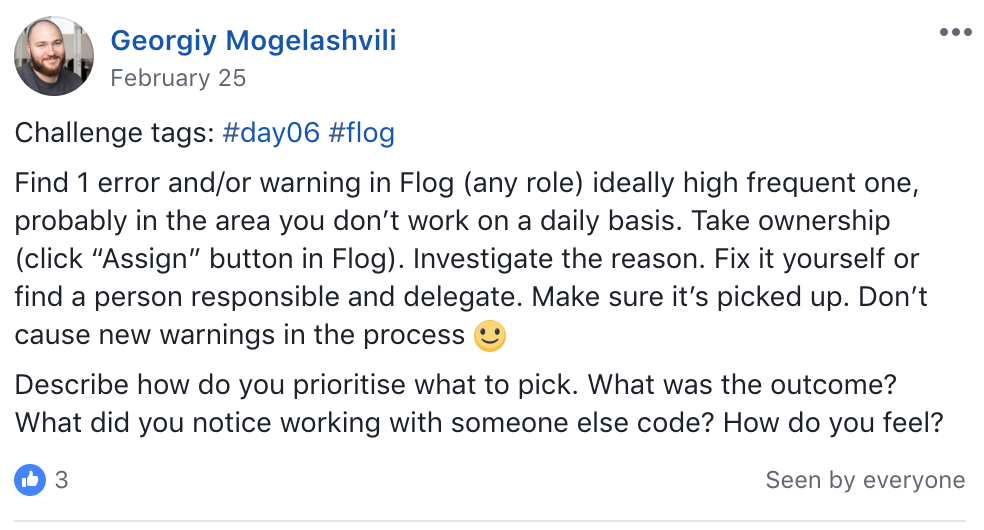 Georgiy Mogelashvili
February 25
Challenge tags: #day06 #flog
Find 1 error and/or warning in Flog (any role) ideally high frequent one,
probably in the area you don’t work on a daily basis. Take ownership
(click “Assign” button in Flog). Investigate the reason. Fix it yourself or
find a person responsible and delegate. Make sure it’s picked up. Don’t
cause new warnings in the process 🙂
Describe how do you prioritise what to pick. What was the outcome?
What did you notice working with someone else code? How do you feel?
3
Seen by everyone